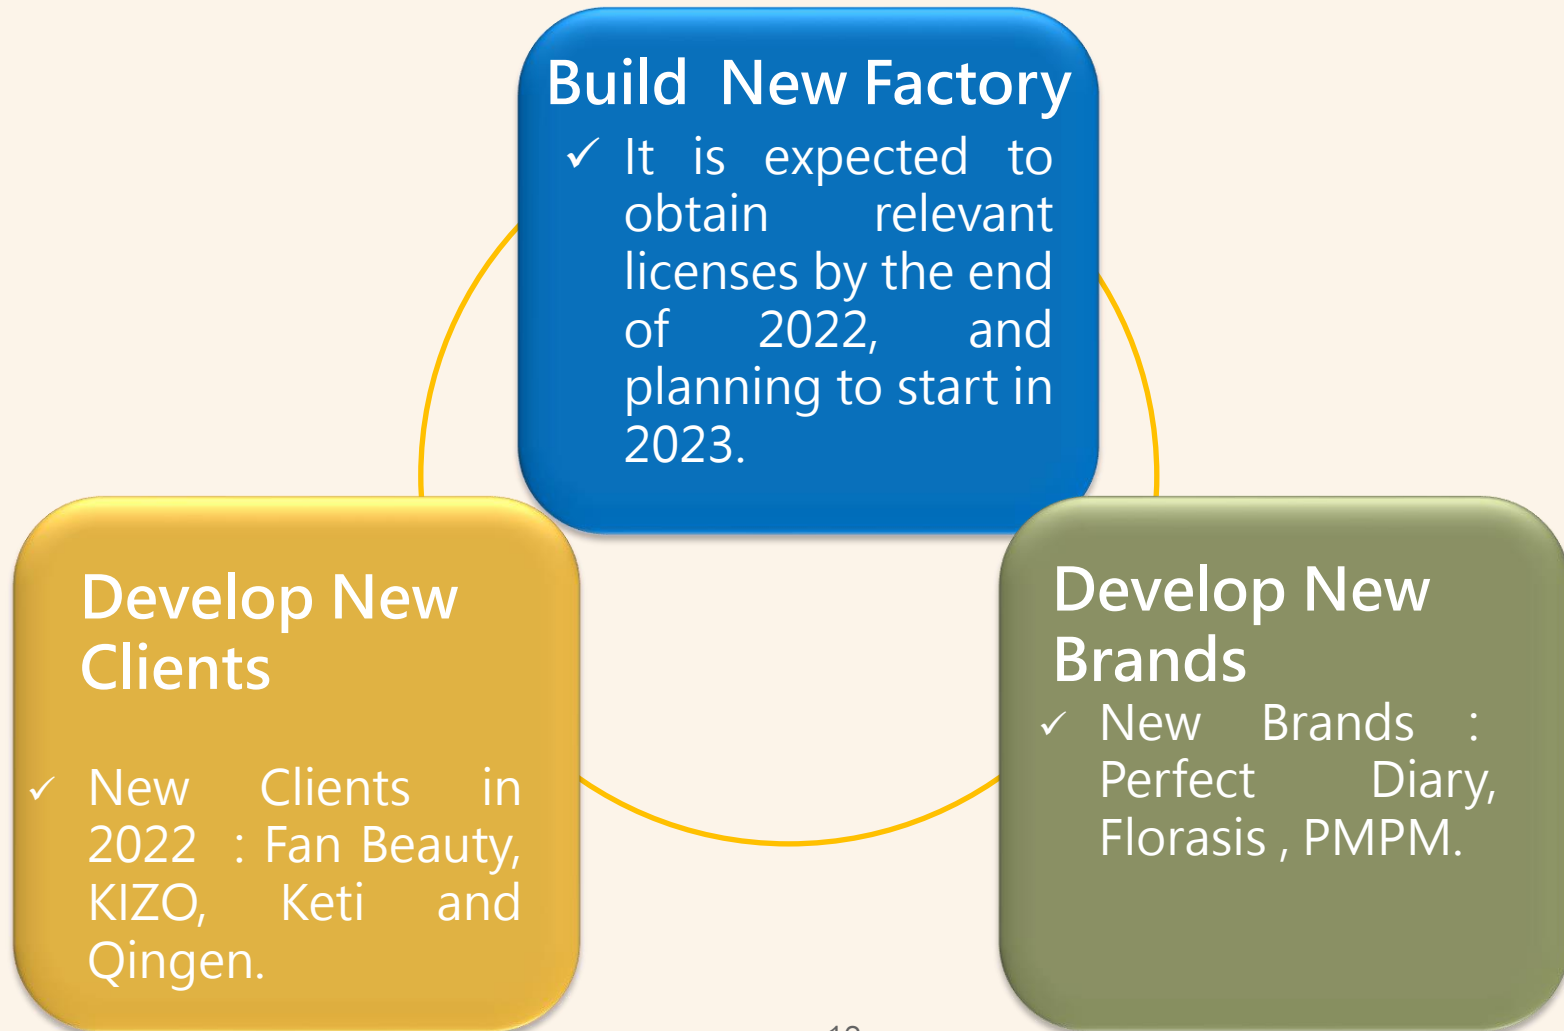 Build New Factory
✓ It is expected to
obtain relevant
licenses by the end
of 2022, and
planning to start in
2023.
Develop New
Clients
✓ New Clients in
2022 : Fan Beauty,
KIZO, Keti and
Qingen.
Develop New
Brands
✓ New Brands :
Perfect Diary,
Florasis , PMPM.